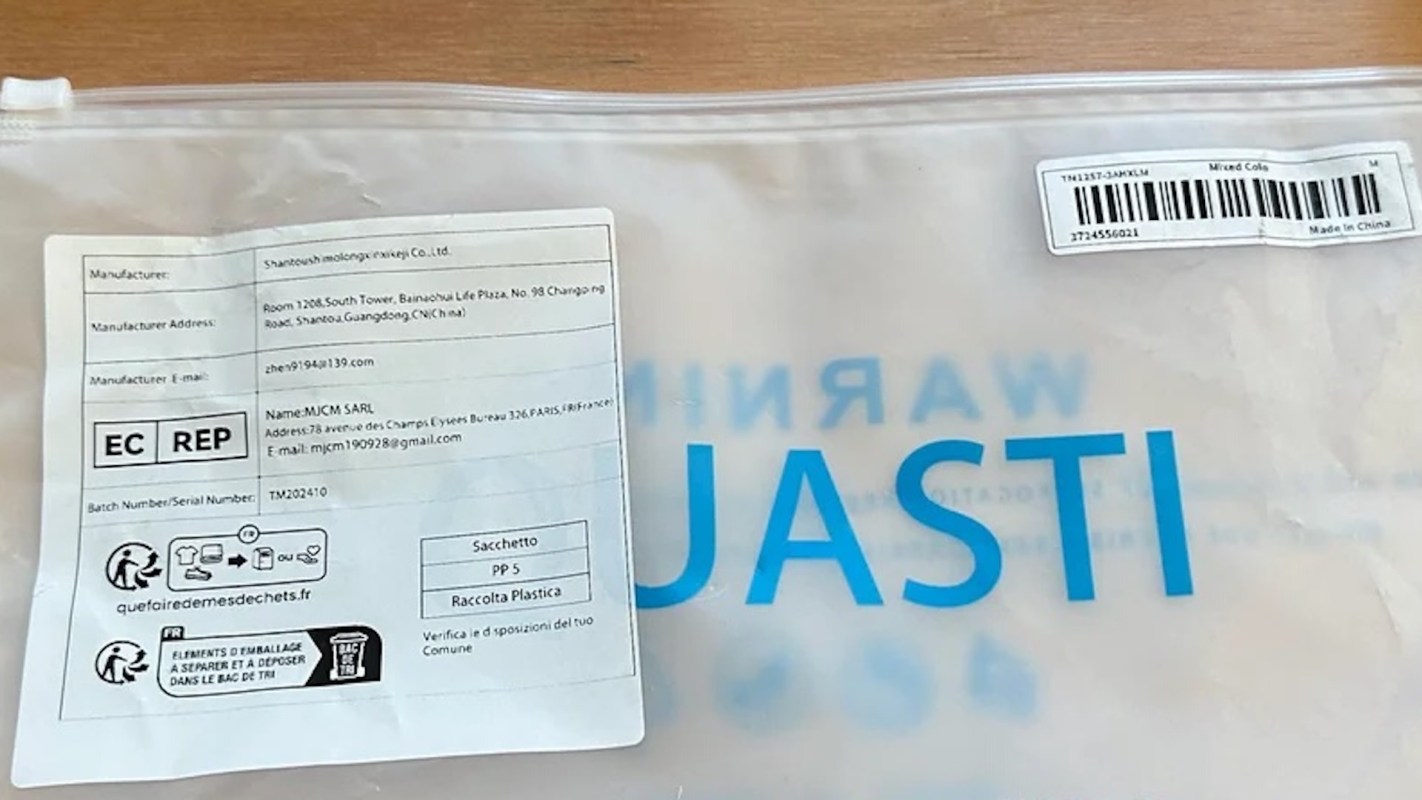 TN1257-3AHXLM Mixed Colo M
3724556021 Made In China
Manufacturer: Shantoushimolongxinxikeji Co.,Ltd.
Manufacturer Address: Room 1208,South Tower, Bainaohui Life Plaza, No. 98 Changping
Road, Shantou,Guangdong,CN(China)
Manufacturer E-mail: zhen9194@139.com
EC REP
Name:MJCM SARL
Address:78 avenue des Champs Elysees Bureau 326,PARIS,FR(France)
E-mail: mjcm190928@gmail.com
Batch Number/Serial Number: TM202410
FR
OU
quefairedemesdechets.fr
FR
ELEMENTS D'EMBALLAGE
A SEPARER ET À DEPOSER
DANS LE BAC DE TRI
BAC
DE
TRI
Sacchetto
PP 5
Raccolta Plastica
Verifica le disposizioni del tuo
Comune
WARNIN
UASTI